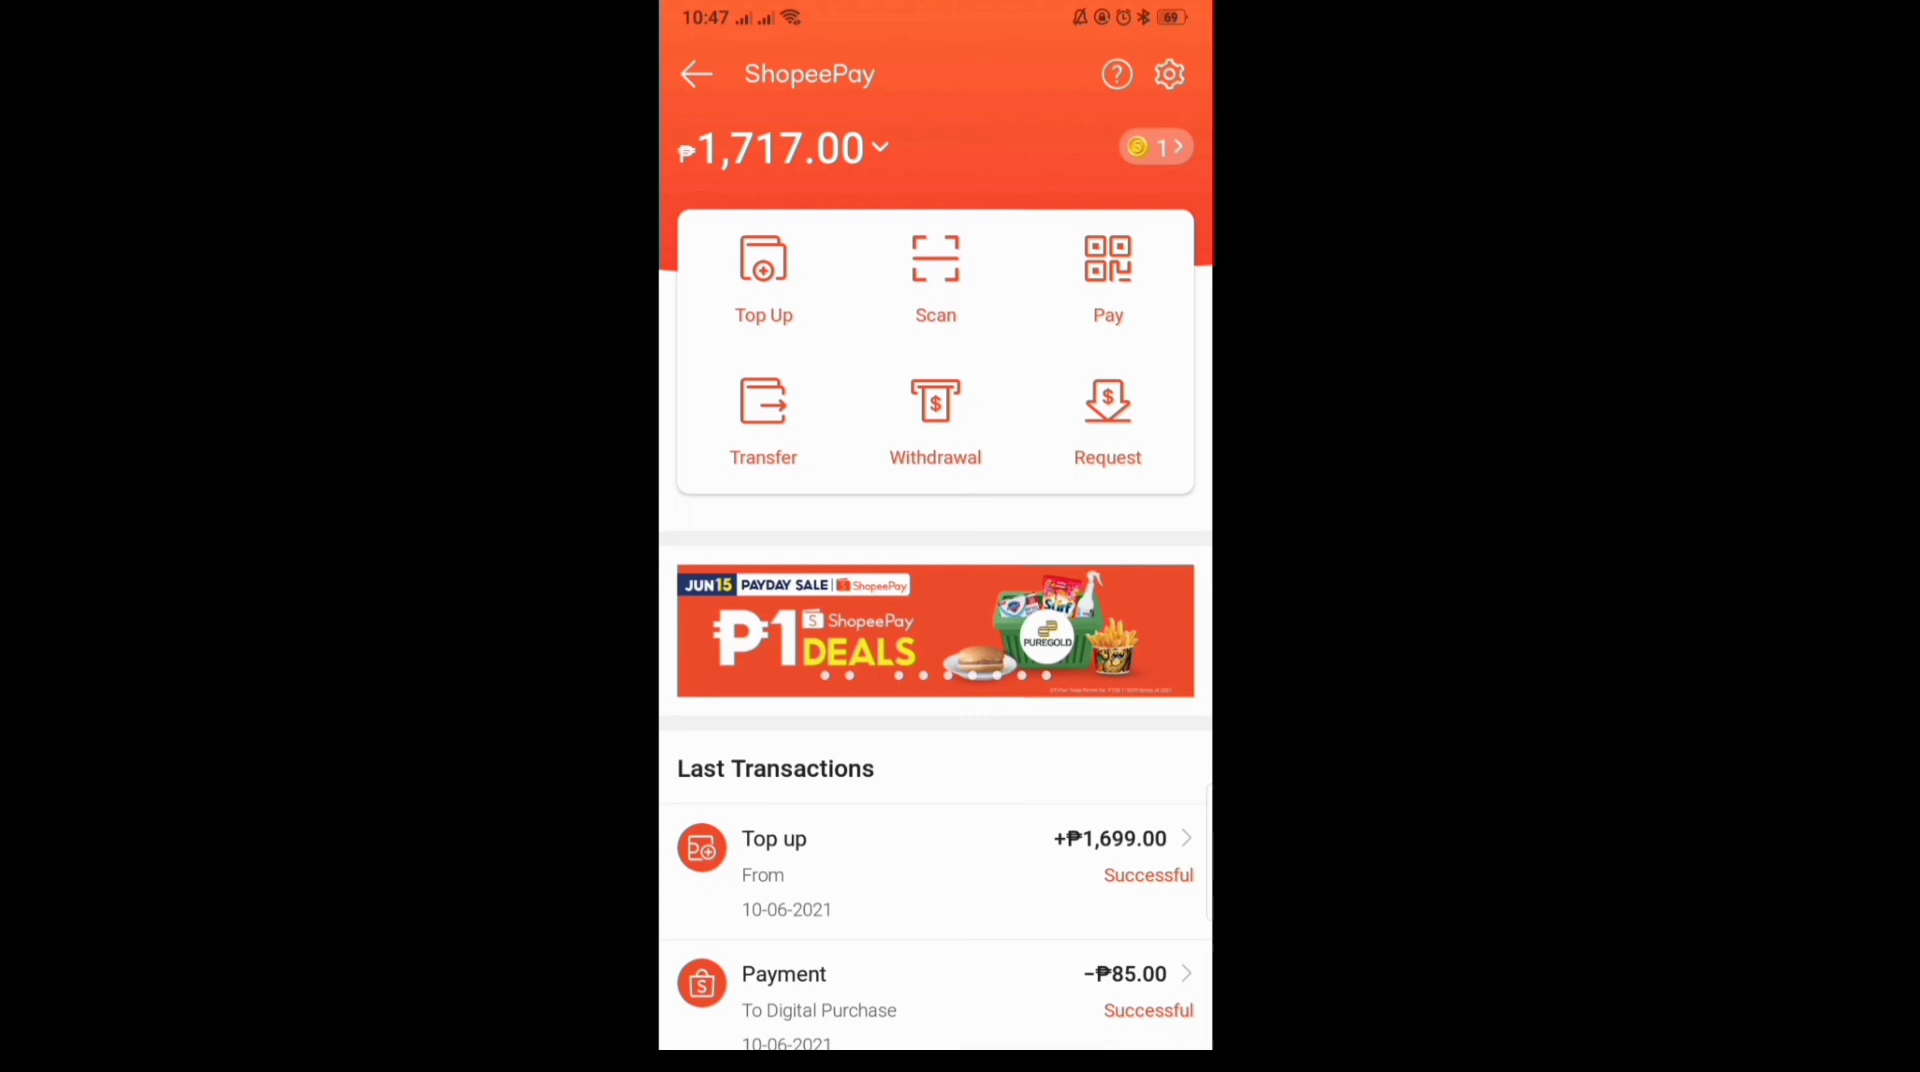 10:47
69
ShopeePay
₱1,717.00
1
Top Up
Scan
Pay
Transfer
Withdrawal
Request
JUN15 PAYDAY SALE | ShopeePay
₱1 ShopeePay
DEALS
PUREGOLD
Last Transactions
Top up
+₱1,699.00
From
Successful
10-06-2021
Payment
-₱85.00
To Digital Purchase
Successful
10-06-2021